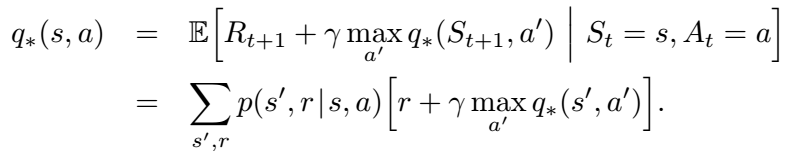 q_*(s, a) = 𝔼[R_{t+1} + γ max_{a′} q_*(S_{t+1}, a′) | S_t = s, A_t = a]
= ∑_{s′,r} p(s′, r | s, a)[r + γ max_{a′} q_*(s′, a′)].